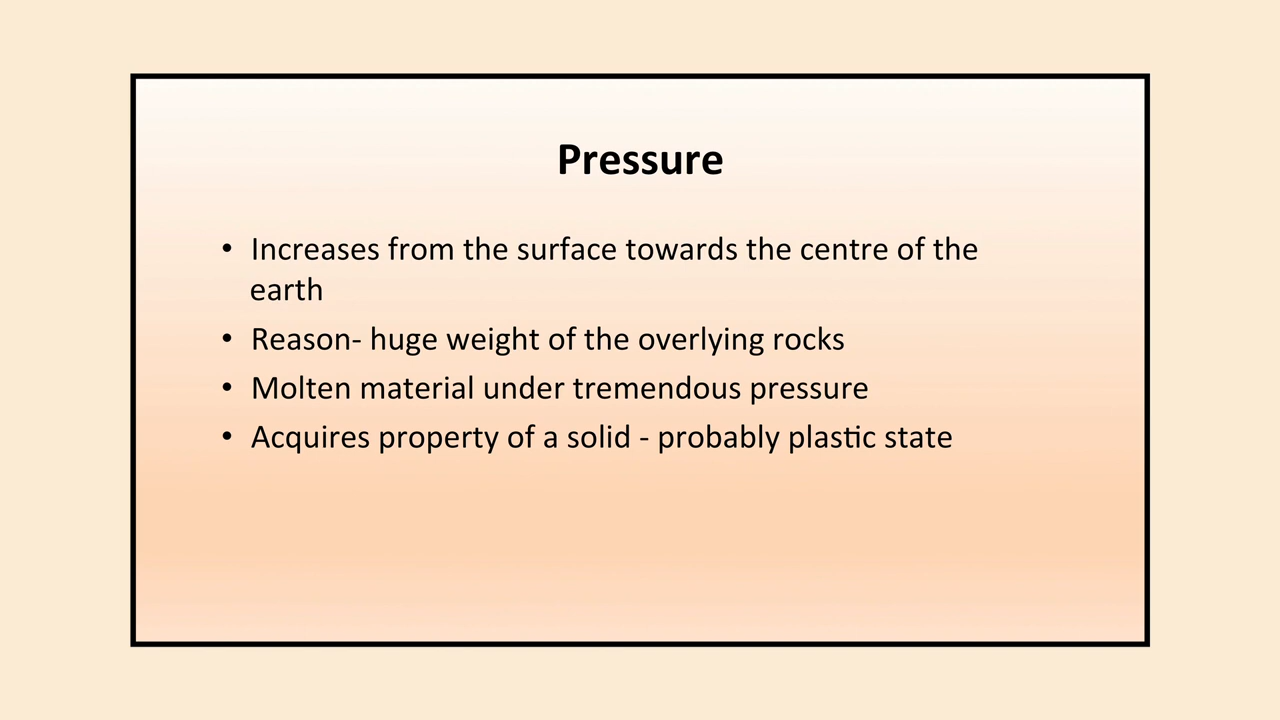 Pressure
• Increases from the surface towards the centre of the
earth
• Reason- huge weight of the overlying rocks
• Molten material under tremendous pressure
• Acquires property of a solid - probably plastic state